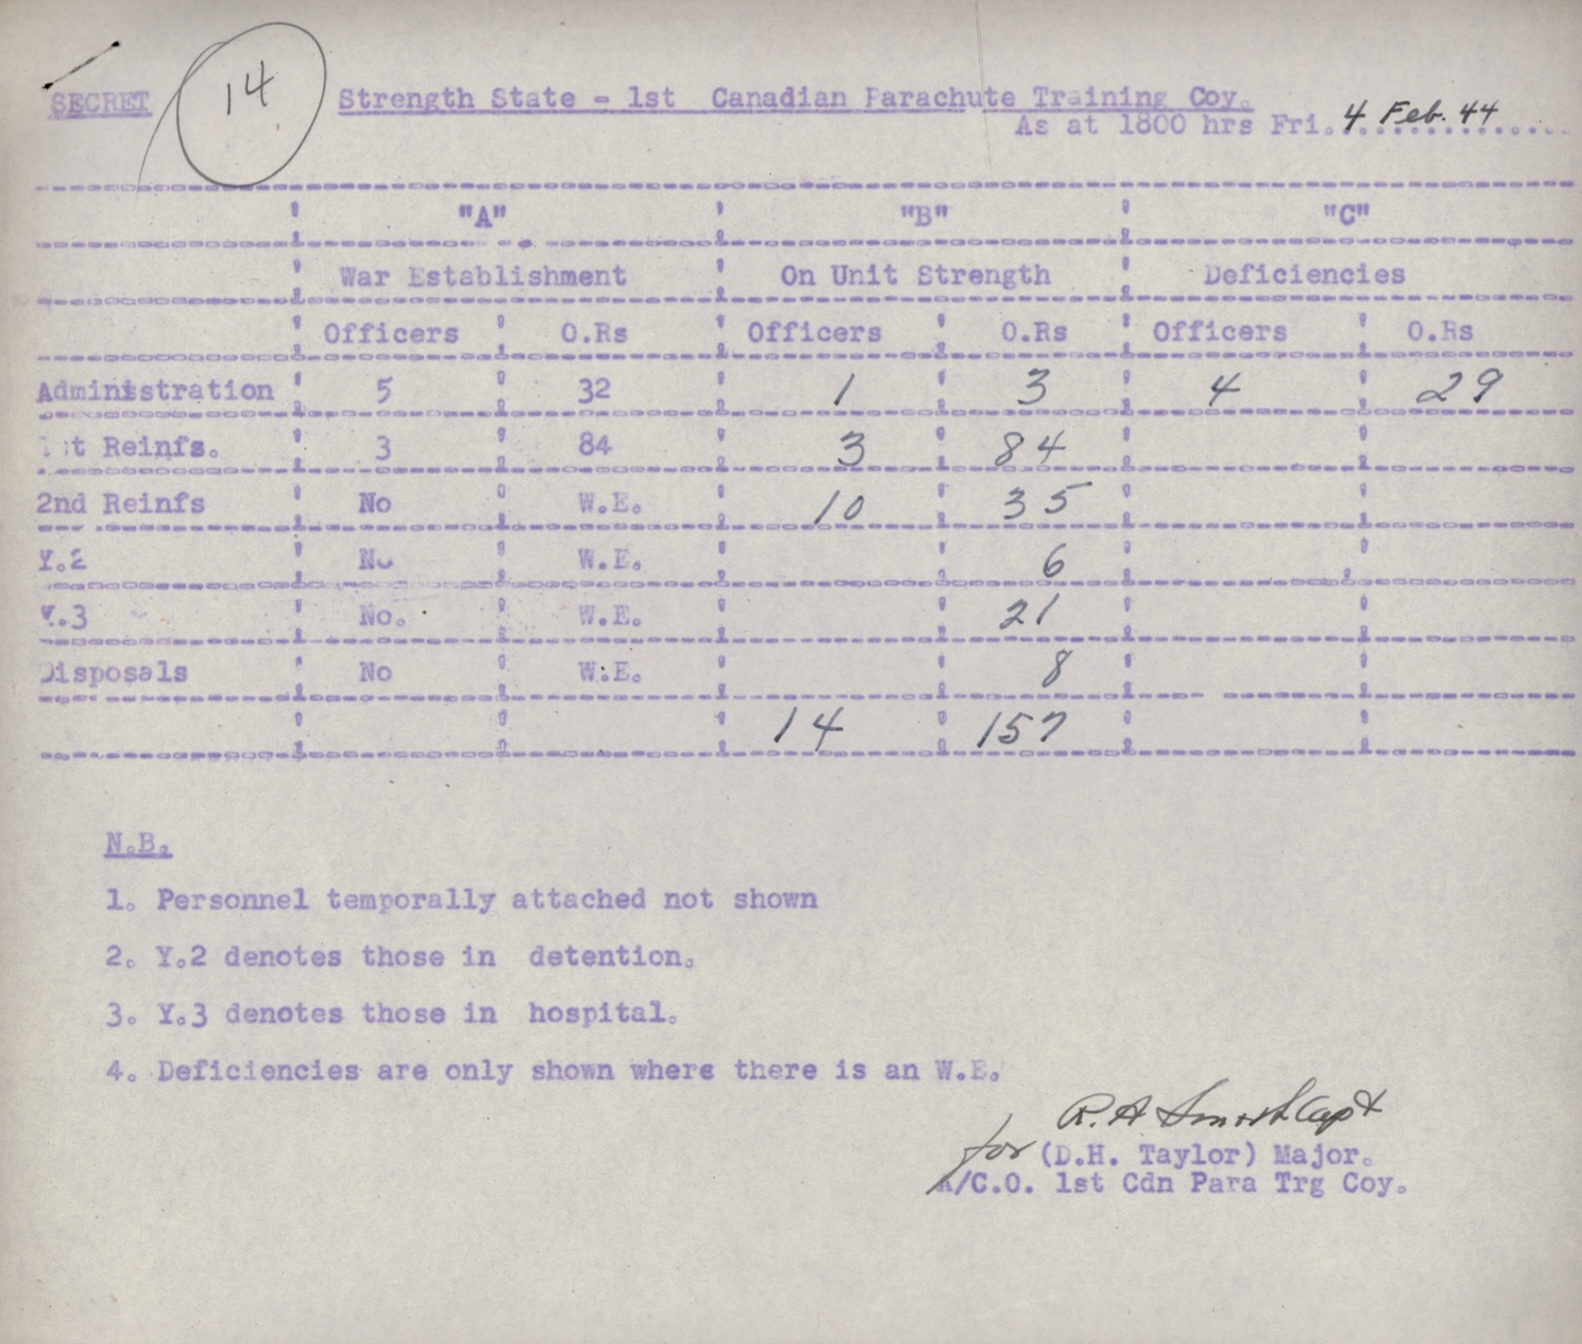 SECRET 14 Strength State - 1st Canadian Parachute Training Coy.
As at 1800 hrs Fri. 4 Feb. 44
"A" "B" "C"
War Establishment On Unit Strength Deficiencies
Officers O.Rs Officers O.Rs Officers O.Rs
Administration 5 32 1 3 4 29
1st Reinfs. 3 84 3 84
2nd Reinfs No W.E. 10 35
Y.2 No W.E. 6
Y.3 No. W.E. 21
Disposals No W.E. 8
14 157
N.B.
1. Personnel temporally attached not shown
2. Y.2 denotes those in detention.
3. Y.3 denotes those in hospital.
4. Deficiencies are only shown where there is an W.E.
R. A Capt
for (D.H. Taylor) Major.
A/C.O. 1st Cdn Para Trg Coy.